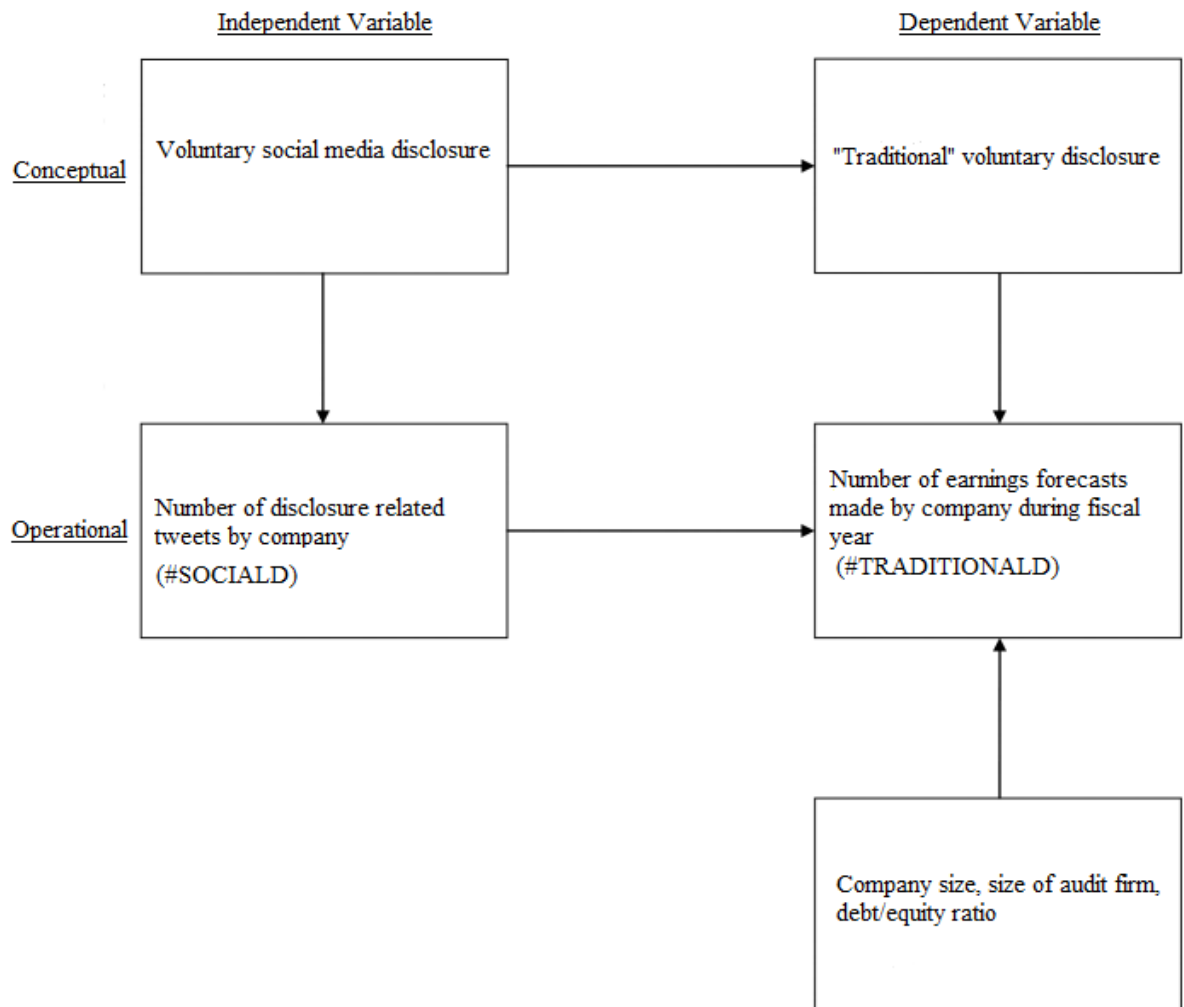 Independent Variable
Dependent Variable
Conceptual
Voluntary social media disclosure
"Traditional" voluntary disclosure
Operational
Number of disclosure related
tweets by company
(#SOCIALD)
Number of earnings forecasts
made by company during fiscal
year
(#TRADITIONALD)
Company size, size of audit firm,
debt/equity ratio